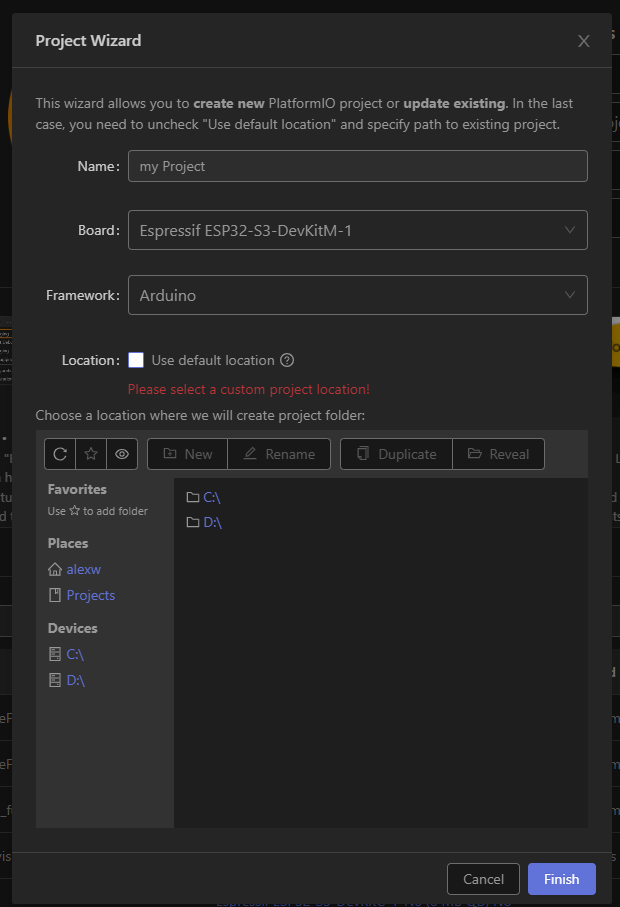 Project Wizard
This wizard allows you to create new PlatformIO project or update existing. In the last
case, you need to uncheck "Use default location" and specify path to existing project.
Name: my Project
Board: Espressif ESP32-S3-DevKitM-1
Framework: Arduino
Location: Use default location
Please select a custom project location!
Choose a location where we will create project folder:
New Rename Duplicate Reveal
Favorites
Use ☆ to add folder
Places
alexw
Projects
Devices
C:\
D:\
C:\
D:\
Cancel Finish